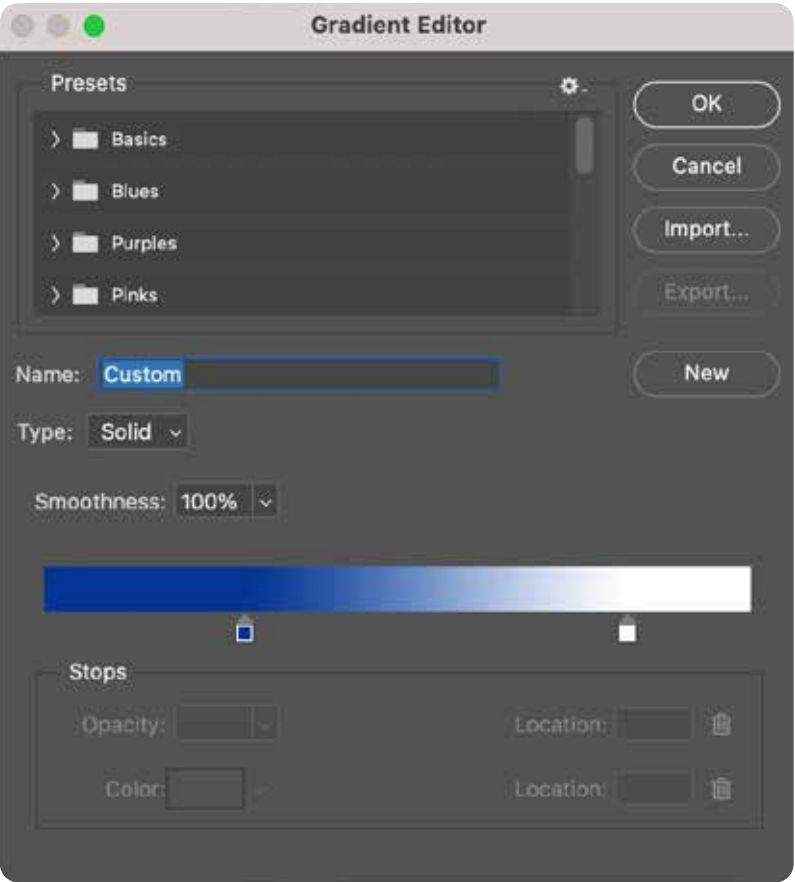 Gradient Editor
Presets
Basics
Blues
Purples
Pinks
OK
Cancel
Import...
Export...
New
Name: Custom
Type: Solid
Smoothness: 100%
Stops
Opacity: Location:
Color: Location: